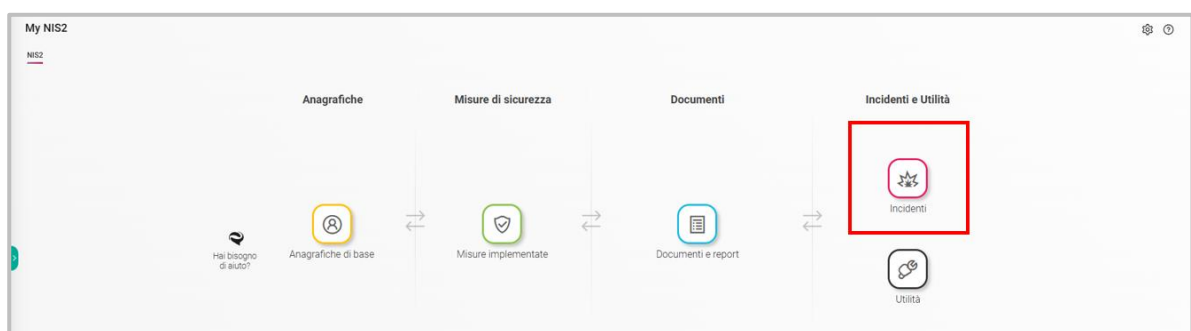 My NIS2
NIS2
Anagrafiche
Misure di sicurezza
Documenti
Incidenti e Utilità
Incidenti
Hai bisogno
di aiuto?
Anagrafiche di base
Misure implementate
Documenti e report
Utilità